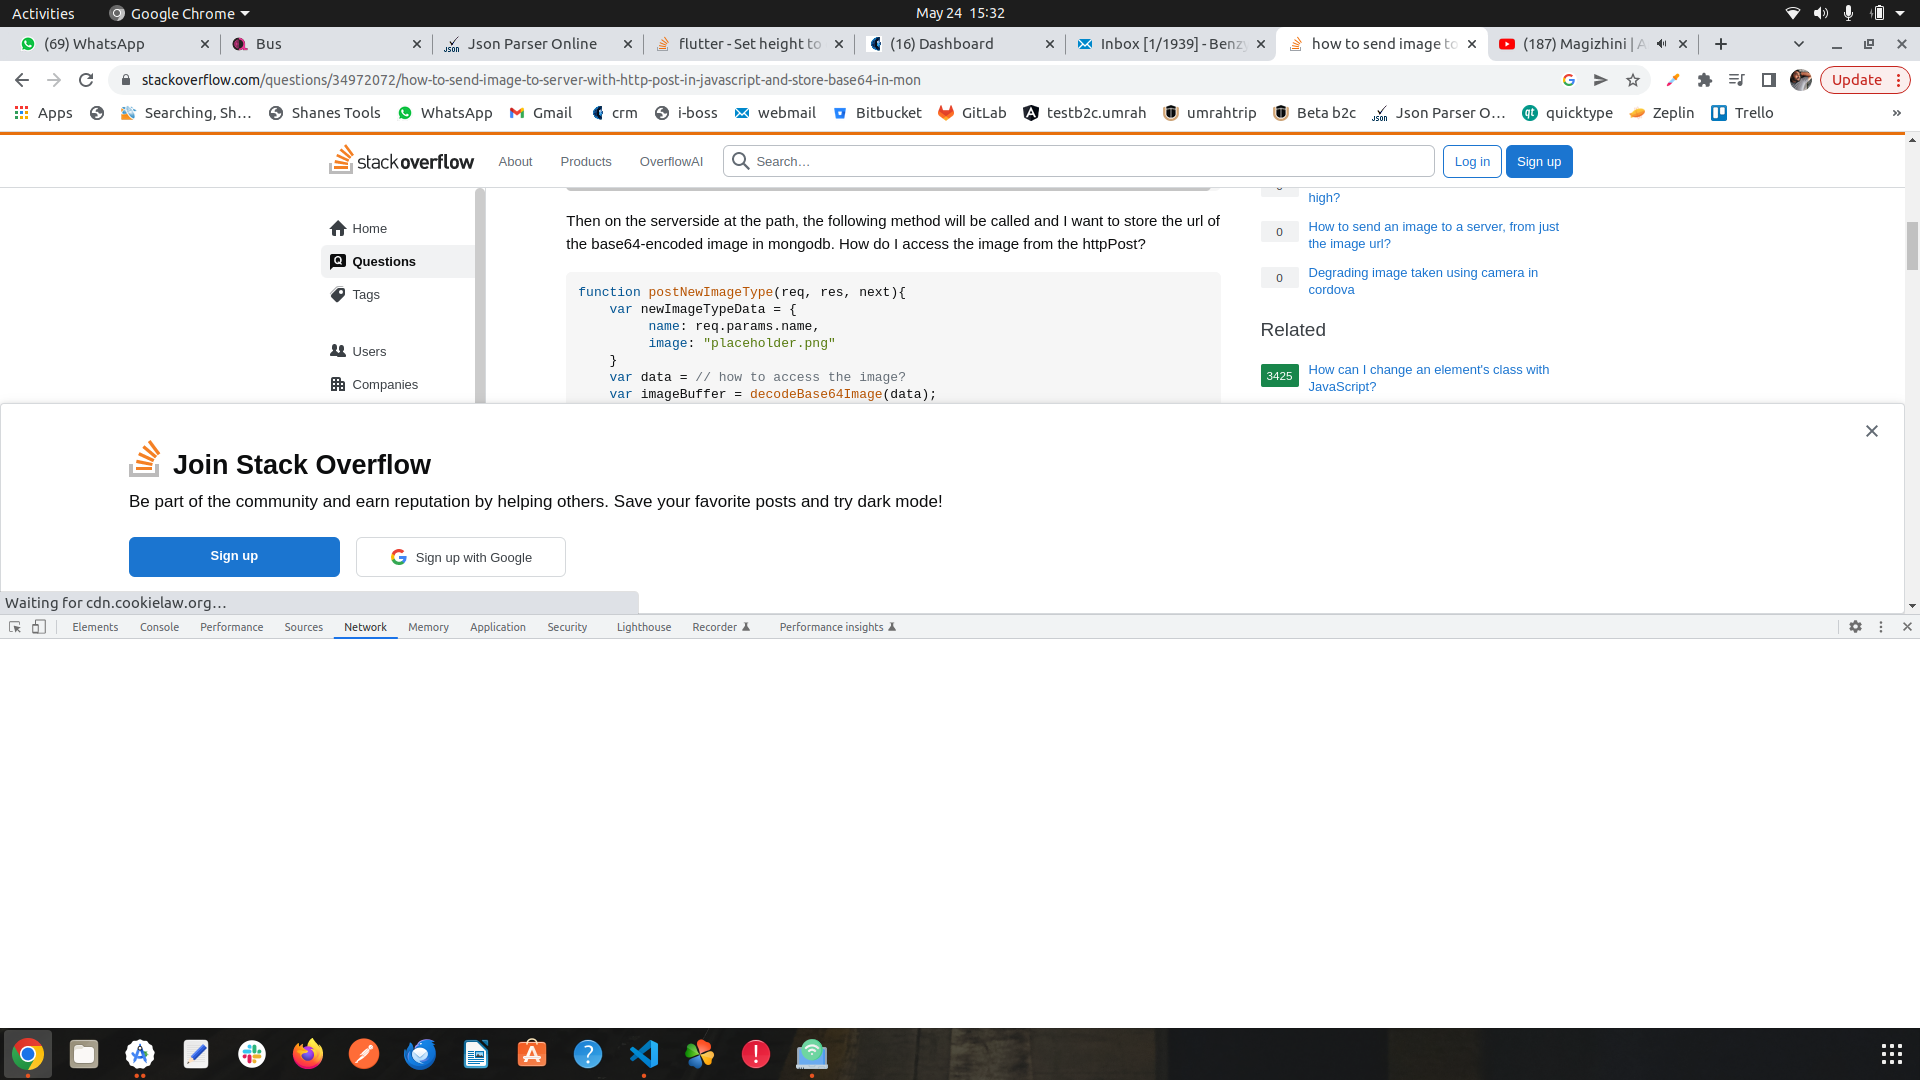 Activities
Google Chrome
May 24 15:32
(69) WhatsApp
Bus
Json Parser Online
flutter - Set height to
(16) Dashboard
Inbox [1/1939] - Benzy
how to send image to
(187) Magizhini | A
stackoverflow.com/questions/34972072/how-to-send-image-to-server-with-http-post-in-javascript-and-store-base64-in-mon
Update
Apps
Searching, Sh…
Shanes Tools
WhatsApp
Gmail
crm
i-boss
webmail
Bitbucket
GitLab
testb2c.umrah
umrahtrip
Beta b2c
Json Parser O…
quicktype
Zeplin
Trello
»
stackoverflow
About
Products
OverflowAI
Search…
Log in
Sign up
Home
Questions
Tags
Users
Companies
Then on the serverside at the path, the following method will be called and I want to store the url of
the base64-encoded image in mongodb. How do I access the image from the httpPost?
function postNewImageType(req, res, next){
var newImageTypeData = {
name: req.params.name,
image: "placeholder.png"
}
var data = // how to access the image?
var imageBuffer = decodeBase64Image(data);
high?
0
How to send an image to a server, from just
the image url?
0
Degrading image taken using camera in
cordova
Related
3425
How can I change an element's class with
JavaScript?
Join Stack Overflow
Be part of the community and earn reputation by helping others. Save your favorite posts and try dark mode!
Sign up
Sign up with Google
Waiting for cdn.cookielaw.org…
Elements
Console
Performance
Sources
Network
Memory
Application
Security
Lighthouse
Recorder
Performance insights